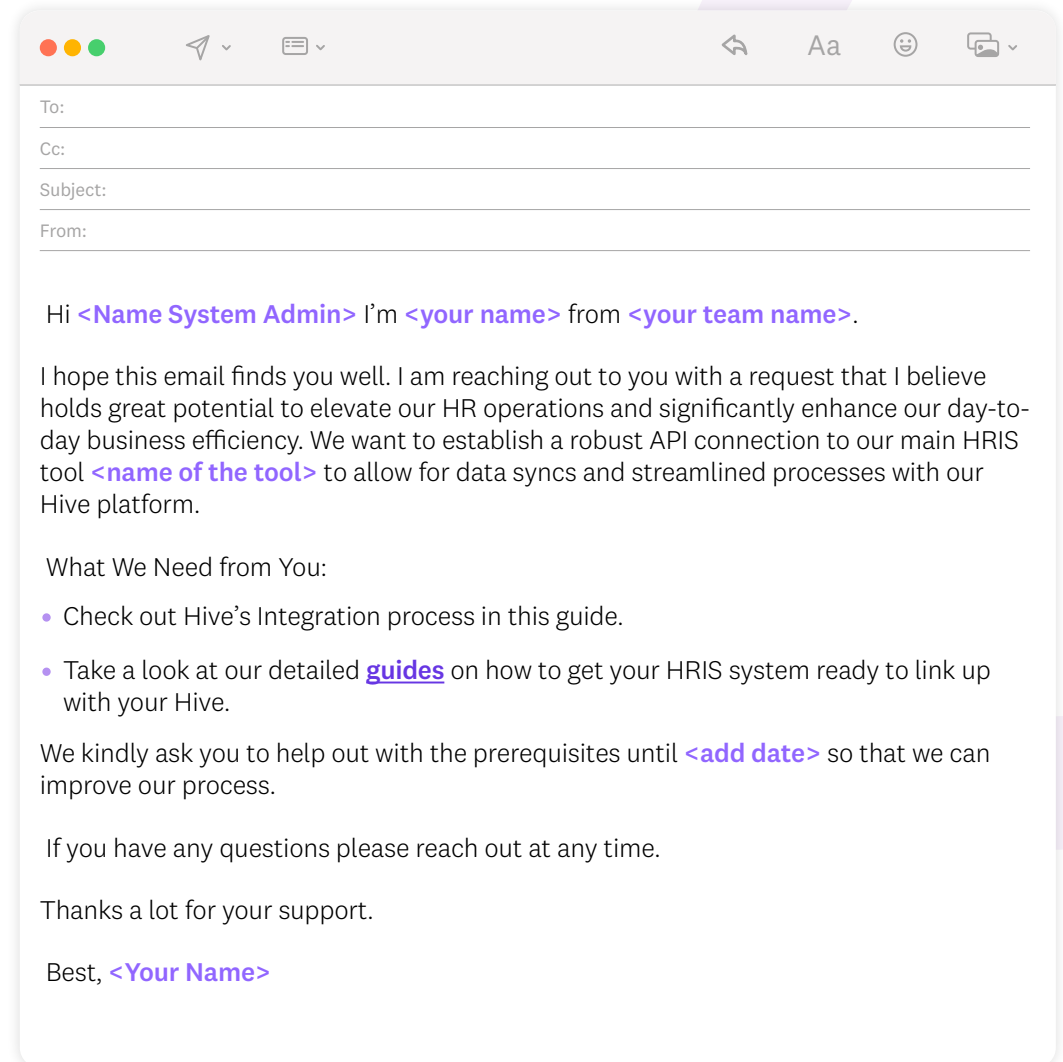 Aa
To:
Cc:
Subject:
From:
Hi <Name System Admin> I’m <your name> from <your team name>.
I hope this email finds you well. I am reaching out to you with a request that I believe
holds great potential to elevate our HR operations and significantly enhance our day-to-
day business efficiency. We want to establish a robust API connection to our main HRIS
tool <name of the tool> to allow for data syncs and streamlined processes with our
Hive platform.
What We Need from You:
• Check out Hive’s Integration process in this guide.
• Take a look at our detailed guides on how to get your HRIS system ready to link up
with your Hive.
We kindly ask you to help out with the prerequisites until <add date> so that we can
improve our process.
If you have any questions please reach out at any time.
Thanks a lot for your support.
Best, <Your Name>